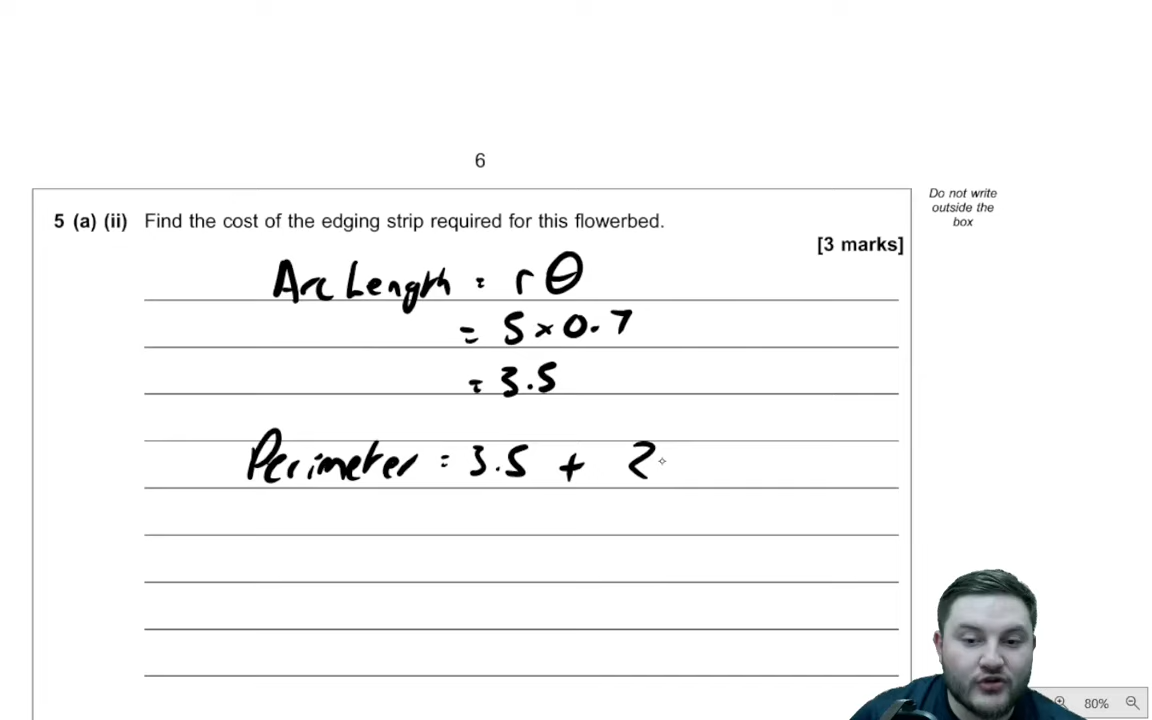 6
Do not write
outside the
box
5 (a) (ii) Find the cost of the edging strip required for this flowerbed.
[3 marks]
Arc Length = rθ
= 5 × 0.7
= 3.5
Perimeter = 3.5 + 2
80%